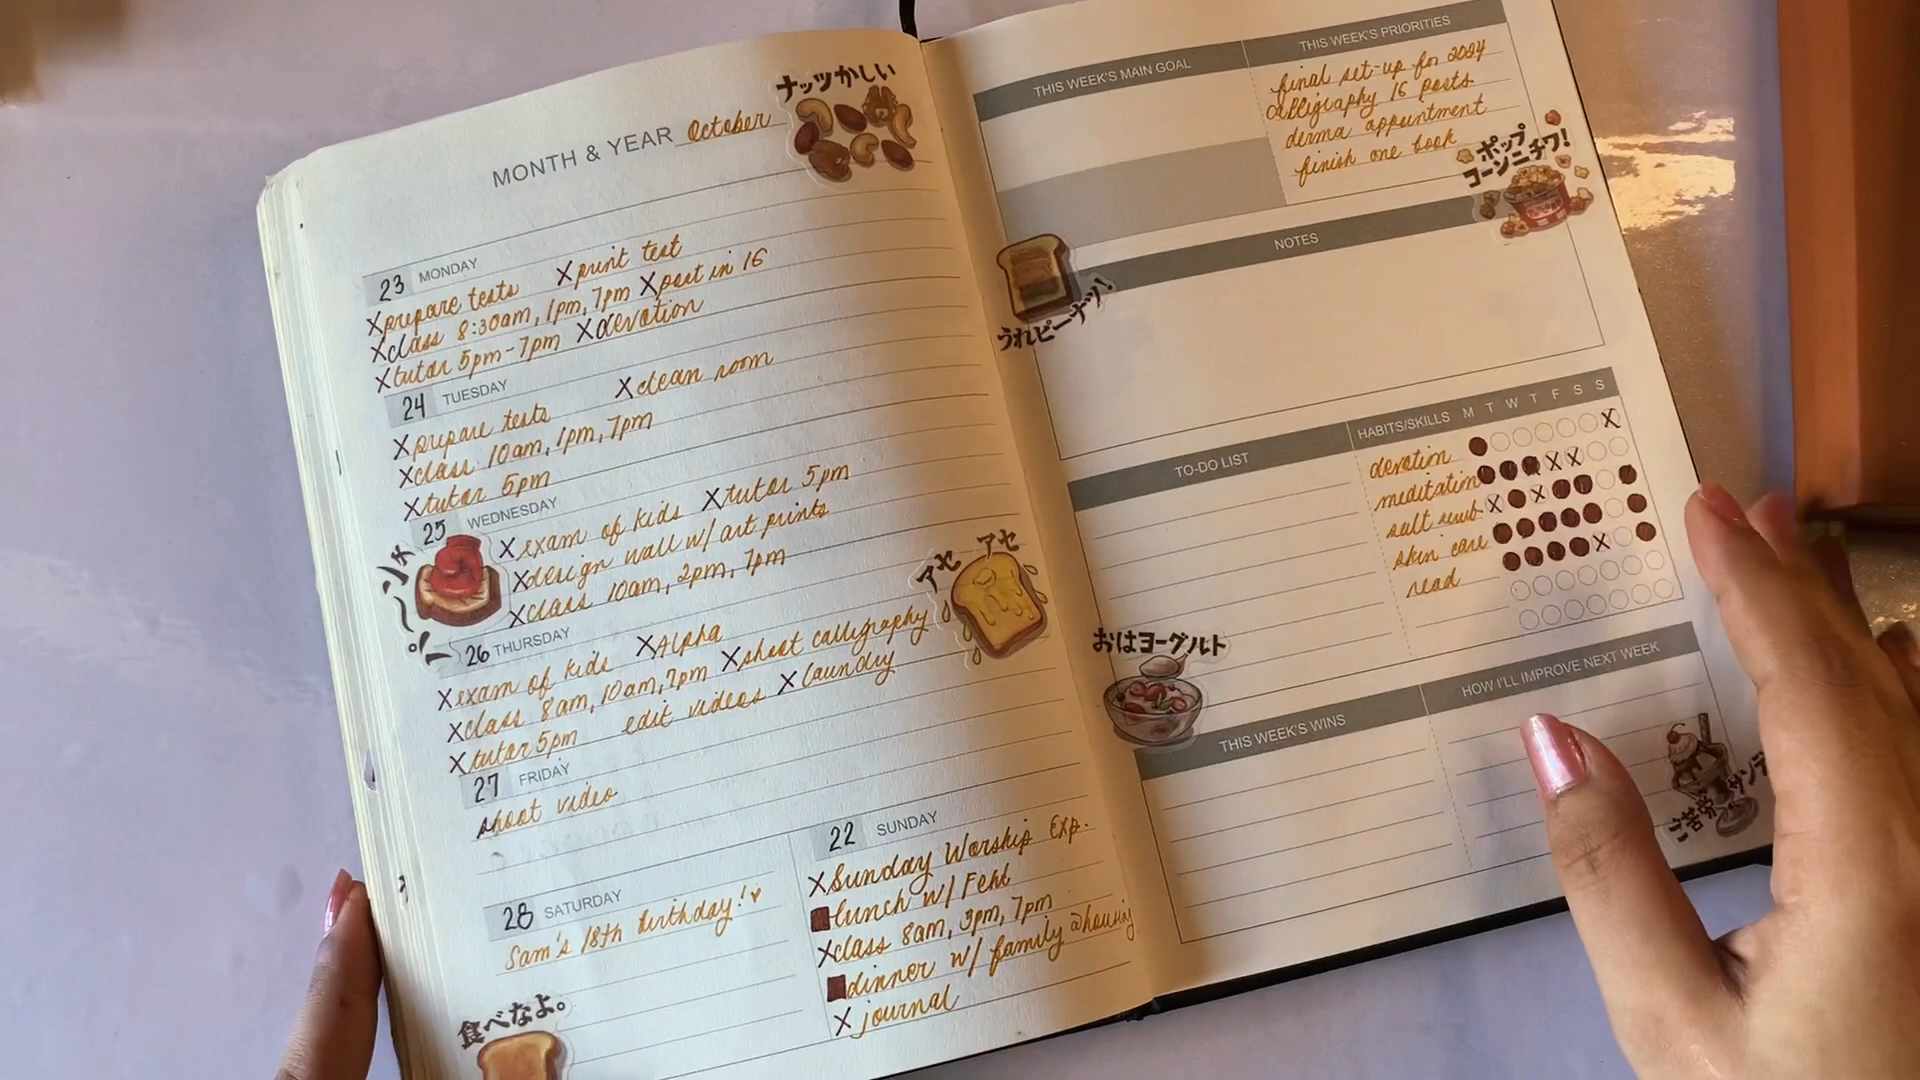 MONTH & YEAR October
ナッツかしい
23 MONDAY
X prepare tests X print test
X class 8:30am, 1pm, 7pm X post in 16
X tutor 5pm-7pm X devotion
24 TUESDAY
X prepare tests X clean room
X class 10am, 1pm, 7pm
X tutor 5pm
25 WEDNESDAY
X exam of kids X tutor 5pm
X design wall w/ art prints
X class 10am, 2pm, 7pm
アセ アセ
26 THURSDAY
X exam of kids X Alpha
X class 8am, 10am, 7pm X shoot calligraphy
X tutor 5pm edit videos X laundry
27 FRIDAY
shoot video
28 SATURDAY
Sam's 18th birthday!
食べなよ。
22 SUNDAY
X Sunday Worship Exp.
lunch w/ Fehl
X class 8am, 3pm, 7pm
dinner w/ family @housing
X journal
THIS WEEK'S MAIN GOAL
THIS WEEK'S PRIORITIES
final set-up for 2024
calligraphy 16 posts
derma appointment
finish one book
ポップ
コーンニチワ!
NOTES
うれピーナッツ!
TO-DO LIST
HABITS/SKILLS M T W T F S S
devotion
meditation
salt scrub
skin care
read
おはヨーグルト
THIS WEEK'S WINS
HOW I'LL IMPROVE NEXT WEEK
ご苦労サンデ